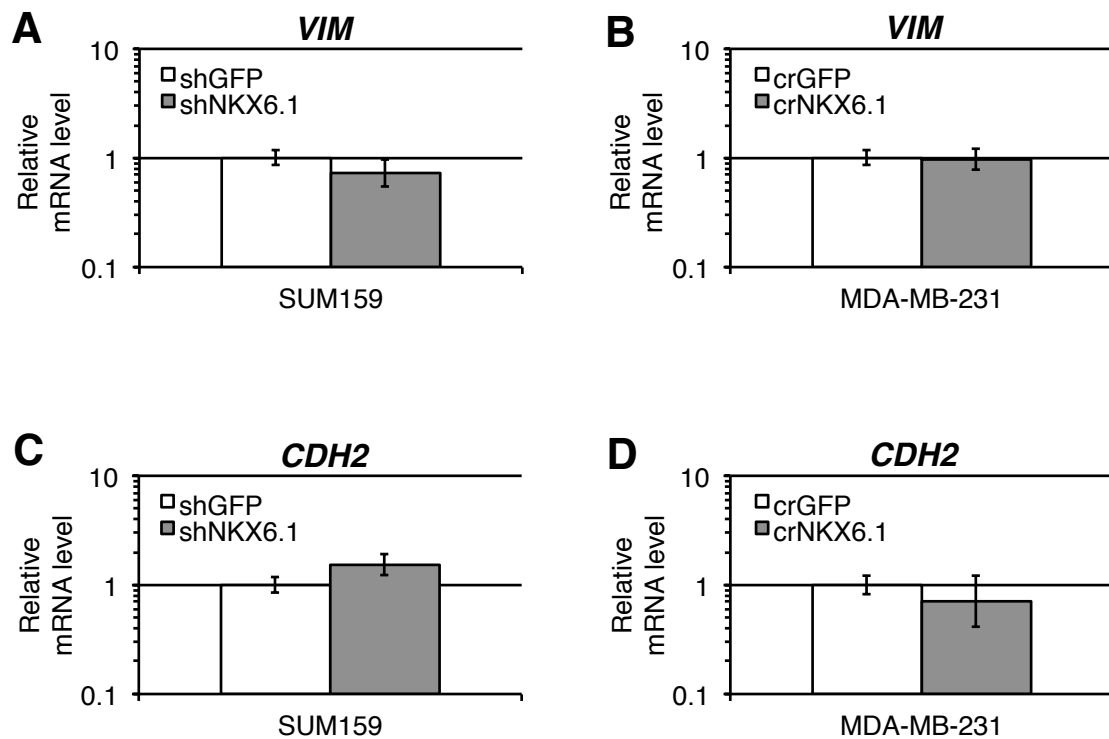 A
VIM
10
1
0.1
Relative
mRNA level
shGFP
shNKX6.1
SUM159
B
VIM
10
1
0.1
Relative
mRNA level
crGFP
crNKX6.1
MDA-MB-231
C
CDH2
10
1
0.1
Relative
mRNA level
shGFP
shNKX6.1
SUM159
D
CDH2
10
1
0.1
Relative
mRNA level
crGFP
crNKX6.1
MDA-MB-231